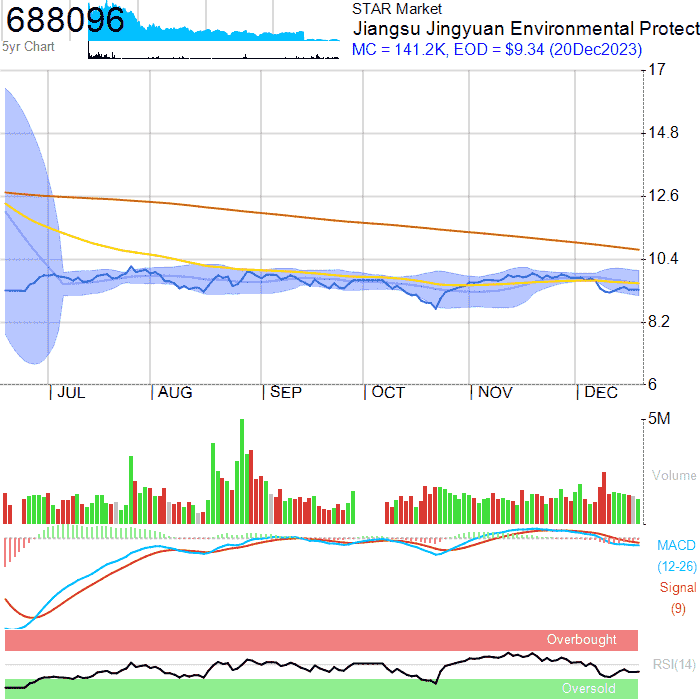 688096
5yr Chart
STAR Market
Jiangsu Jingyuan Environmental Protect
MC = 141.2K, EOD = $9.34 (20Dec2023)
17
14.8
12.6
10.4
8.2
6
JUL AUG SEP OCT NOV DEC
5M
Volume
MACD
(12-26)
Signal
(9)
Overbought
RSI(14)
Oversold